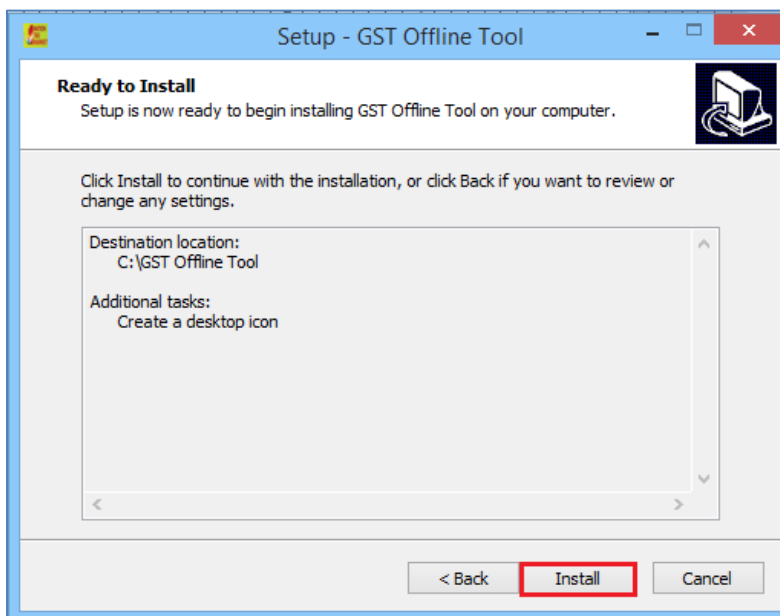 Setup - GST Offline Tool
Ready to Install
Setup is now ready to begin installing GST Offline Tool on your computer.
Click Install to continue with the installation, or click Back if you want to review or
change any settings.
Destination location:
C:\GST Offline Tool
Additional tasks:
Create a desktop icon
< Back
Install
Cancel